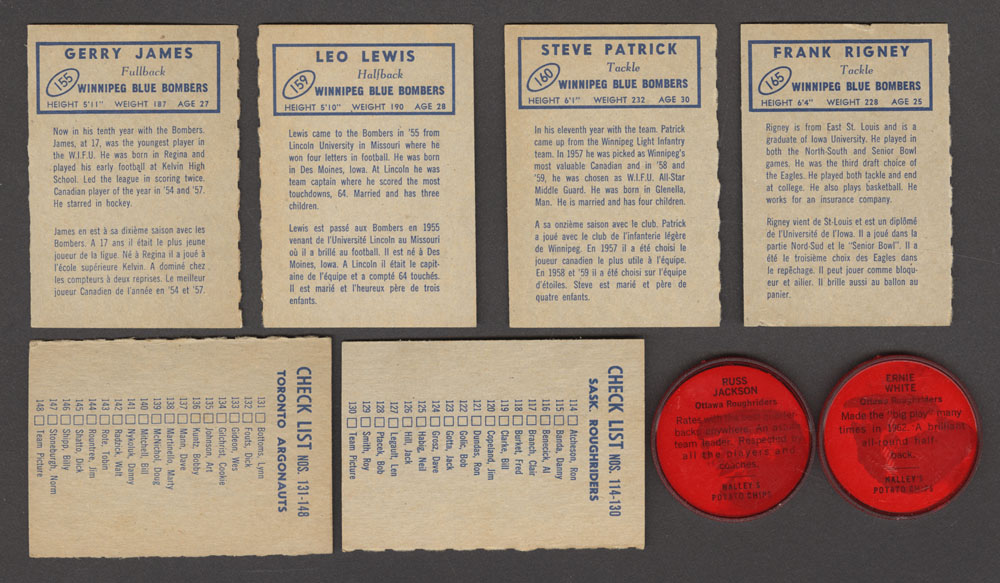 GERRY JAMES
Fullback
155
WINNIPEG BLUE BOMBERS
HEIGHT 5'11" WEIGHT 187 AGE 27
Now in his tenth year with the Bombers.
James, at 17, was the youngest player in
the W.I.F.U. He was born in Regina and
played his early football at Kelvin High
School. Led the league in scoring twice.
Canadian player of the year in '54 and '57.
He starred in hockey.
James en est à sa dixième saison avec les
Bombers. A 17 ans il était le plus jeune
joueur de la ligue. Né à Regina il a joué à
l'école supérieure Kelvin. A dominé chez
les compteurs à deux reprises. Le meilleur
joueur Canadien de l'année en '54 et '57.
LEO LEWIS
Halfback
159
WINNIPEG BLUE BOMBERS
HEIGHT 5'10" WEIGHT 190 AGE 28
Lewis came to the Bombers in '55 from
Lincoln University in Missouri where he
won four letters in football. He was born
in Des Moines, Iowa. At Lincoln he was
team captain where he scored the most
touchdowns, 64. Married and has three
children.
Lewis est passé aux Bombers en 1955
venant de l'Université Lincoln au Missouri
où il a brillé au football. Il est né à Des
Moines, Iowa. A Lincoln il était le capit-
aine de l'équipe et a compté 64 touchés.
Il est marié et l'heureux père de trois
enfants.
STEVE PATRICK
Tackle
160
WINNIPEG BLUE BOMBERS
HEIGHT 6'1" WEIGHT 232 AGE 30
In his eleventh year with the team. Patrick
came up from the Winnipeg Light Infantry
team. In 1957 he was picked as Winnipeg's
most valuable Canadian and in '58 and
'59, he was chosen as W.I.F.U. All-Star
Middle Guard. He was born in Glenella,
Man. He is married and has four children.
A sa onzième saison avec le club. Patrick
a joué avec le club de l'infanterie légère
de Winnipeg. En 1957 il a été choisi le
joueur canadien le plus utile à l'équipe.
En 1958 et '59 il a été choisi sur l'équipe
d'étoiles. Steve est marié et père de
quatre enfants.
FRANK RIGNEY
Tackle
165
WINNIPEG BLUE BOMBERS
HEIGHT 6'4" WEIGHT 228 AGE 25
Rigney is from East St. Louis and is a
graduate of Iowa University. He played in
both the North-South and Senior Bowl
games. He was the third draft choice of
the Eagles. He played both tackle and end
at college. He also plays basketball. He
works for an insurance company.
Rigney vient de St-Louis et est un diplômé
de l'Université de l'Iowa. Il a joué dans la
partie Nord-Sud et le "Senior Bowl". Il a
été le troisième choix des Eagles dans
le repêchage. Il peut jouer comme bloqu-
eur et ailier. Il brille aussi au ballon au
panier.
CHECK LIST NOS. 131-148
TORONTO ARGONAUTS
131 Bottoms, Lynn
132 Fouts, Dick
133 Gideon, Wes
134 Gilchrist, Cookie
135 Johnson, Art
136 Kuntz, Bobby
137 Mann, Dave
138 Martinello, Marty
139 McNichol, Doug
140 Mitchell, Bill
141 Nykoluk, Danny
142 Radzick, Walt
143 Rote, Tobin
144 Rountree, Jim
145 Shatto, Dick
146 Shipp, Billy
147 Stoneburgh, Norm
148 Team Picture
CHECK LIST NOS. 114-130
SASK. ROUGHRIDERS
114 Atcheson, Ron
115 Banda, Danny
116 Benecick, Al
117 Branch, Clair
118 Burket, Fred
119 Clarke, Bill
120 Copeland, Jim
121 Dumelas, Ron
122 Gollc, Bob
123 Gotta, Jack
124 Grosz, Dave
125 Habig, Neil
126 Hill, Jack
127 Legault, Len
128 Ptacek, Bob
129 Smith, Roy
130 Team Picture
RUSS
JACKSON
Ottawa Roughriders
team leader. Respected by
all the players and
coaches.
NALLEY'S
POTATO CHIPS
ERNIE
WHITE
Ottawa Roughriders
Made the "big play" many
times in 1962. A brilliant
all-round half-
back.
NALLEY'S
POTATO CHIPS